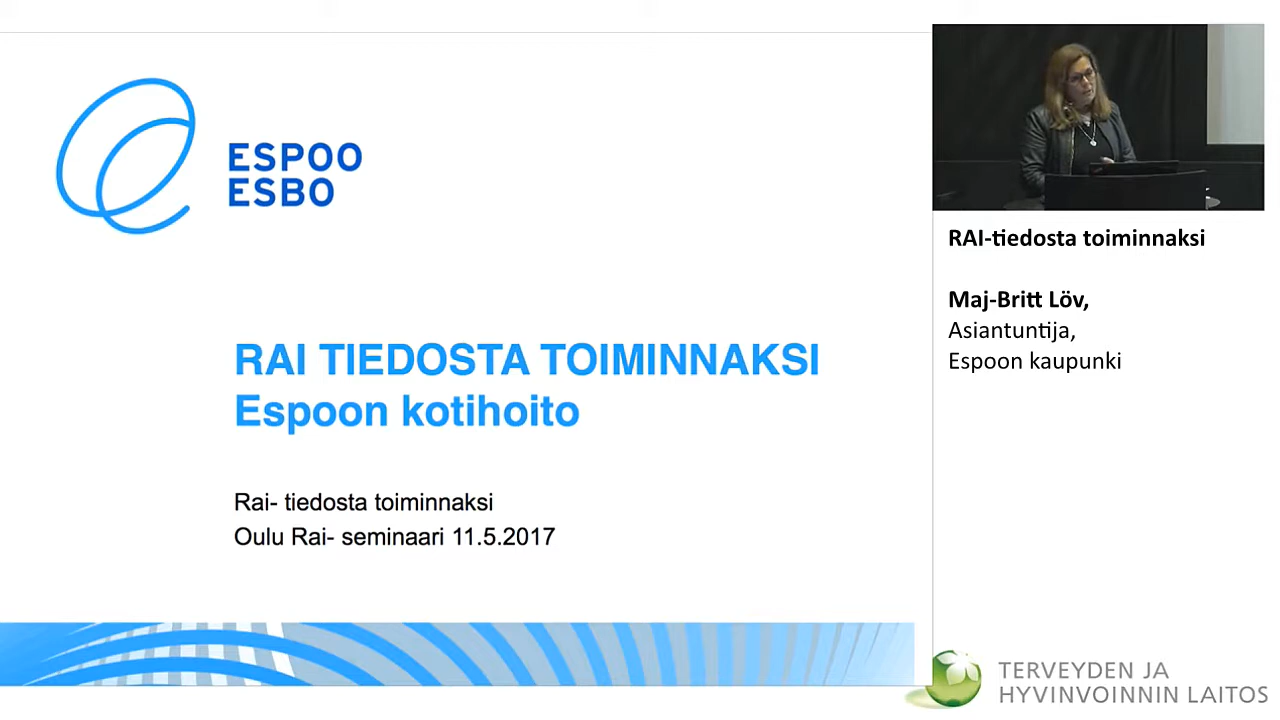 ESPOO
ESBO
RAI TIEDOSTA TOIMINNAKSI
Espoon kotihoito
Rai- tiedosta toiminnaksi
Oulu Rai- seminaari 11.5.2017
RAI-tiedosta toiminnaksi
Maj-Britt Löv,
Asiantuntija,
Espoon kaupunki
TERVEYDEN JA
HYVINVOINNIN LAITOS